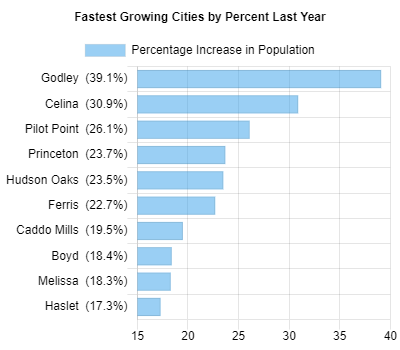 Fastest Growing Cities by Percent Last Year
Percentage Increase in Population
Godley (39.1%)
Celina (30.9%)
Pilot Point (26.1%)
Princeton (23.7%)
Hudson Oaks (23.5%)
Ferris (22.7%)
Caddo Mills (19.5%)
Boyd (18.4%)
Melissa (18.3%)
Haslet (17.3%)
15 20 25 30 35 40